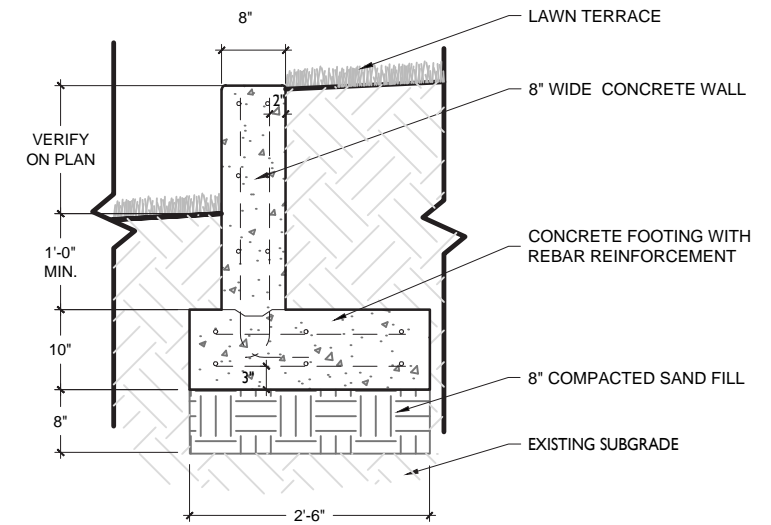 8"
LAWN TERRACE
2"
8" WIDE CONCRETE WALL
VERIFY
ON PLAN
1'-0"
MIN.
CONCRETE FOOTING WITH
REBAR REINFORCEMENT
10"
3"
8" COMPACTED SAND FILL
8"
EXISTING SUBGRADE
2'-6"